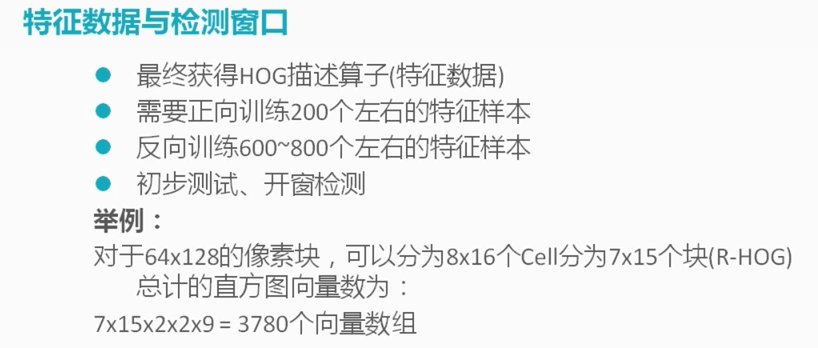 特征数据与检测窗口
最终获得HOG描述算子(特征数据)
需要正向训练200个左右的特征样本
反向训练600~800个左右的特征样本
初步测试、开窗检测
举例：
对于64x128的像素块，可以分为8x16个Cell分为7x15个块(R-HOG)
总计的直方图向量数为：
7x15x2x2x9 = 3780个向量数组